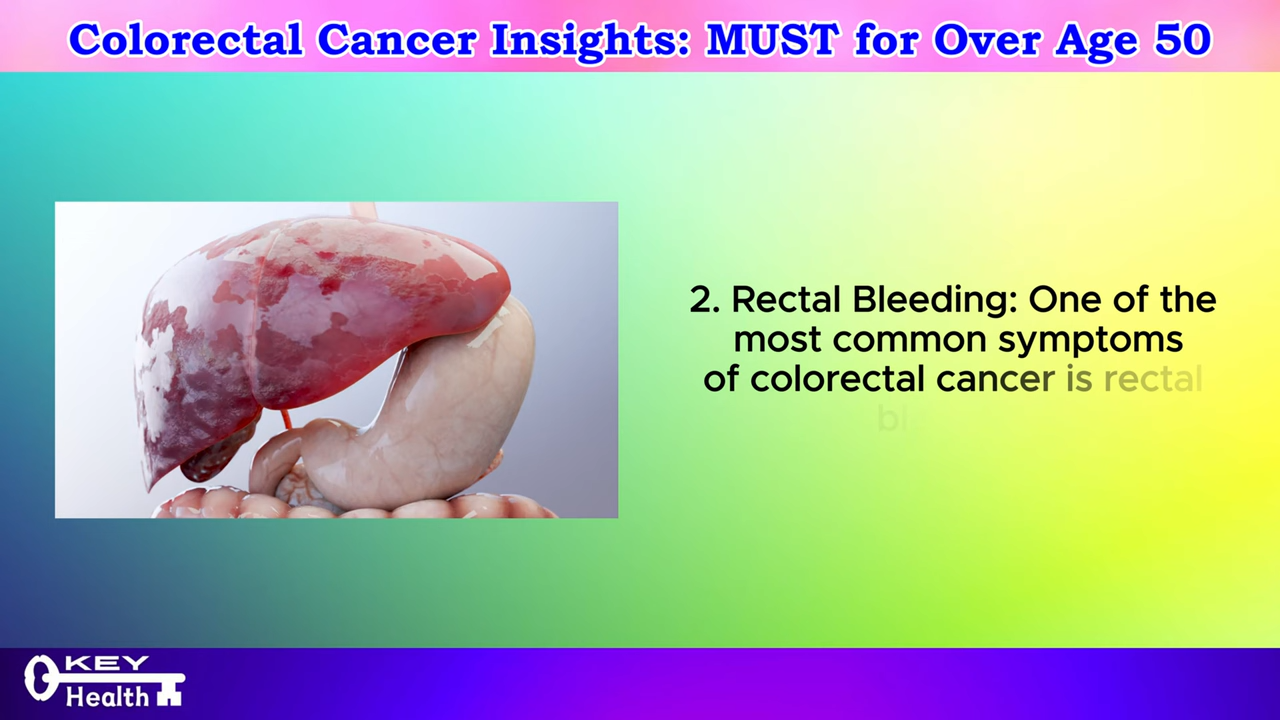 Colorectal Cancer Insights: MUST for Over Age 50
2. Rectal Bleeding: One of the
most common symptoms
of colorectal cancer is rectal
KEY
Health